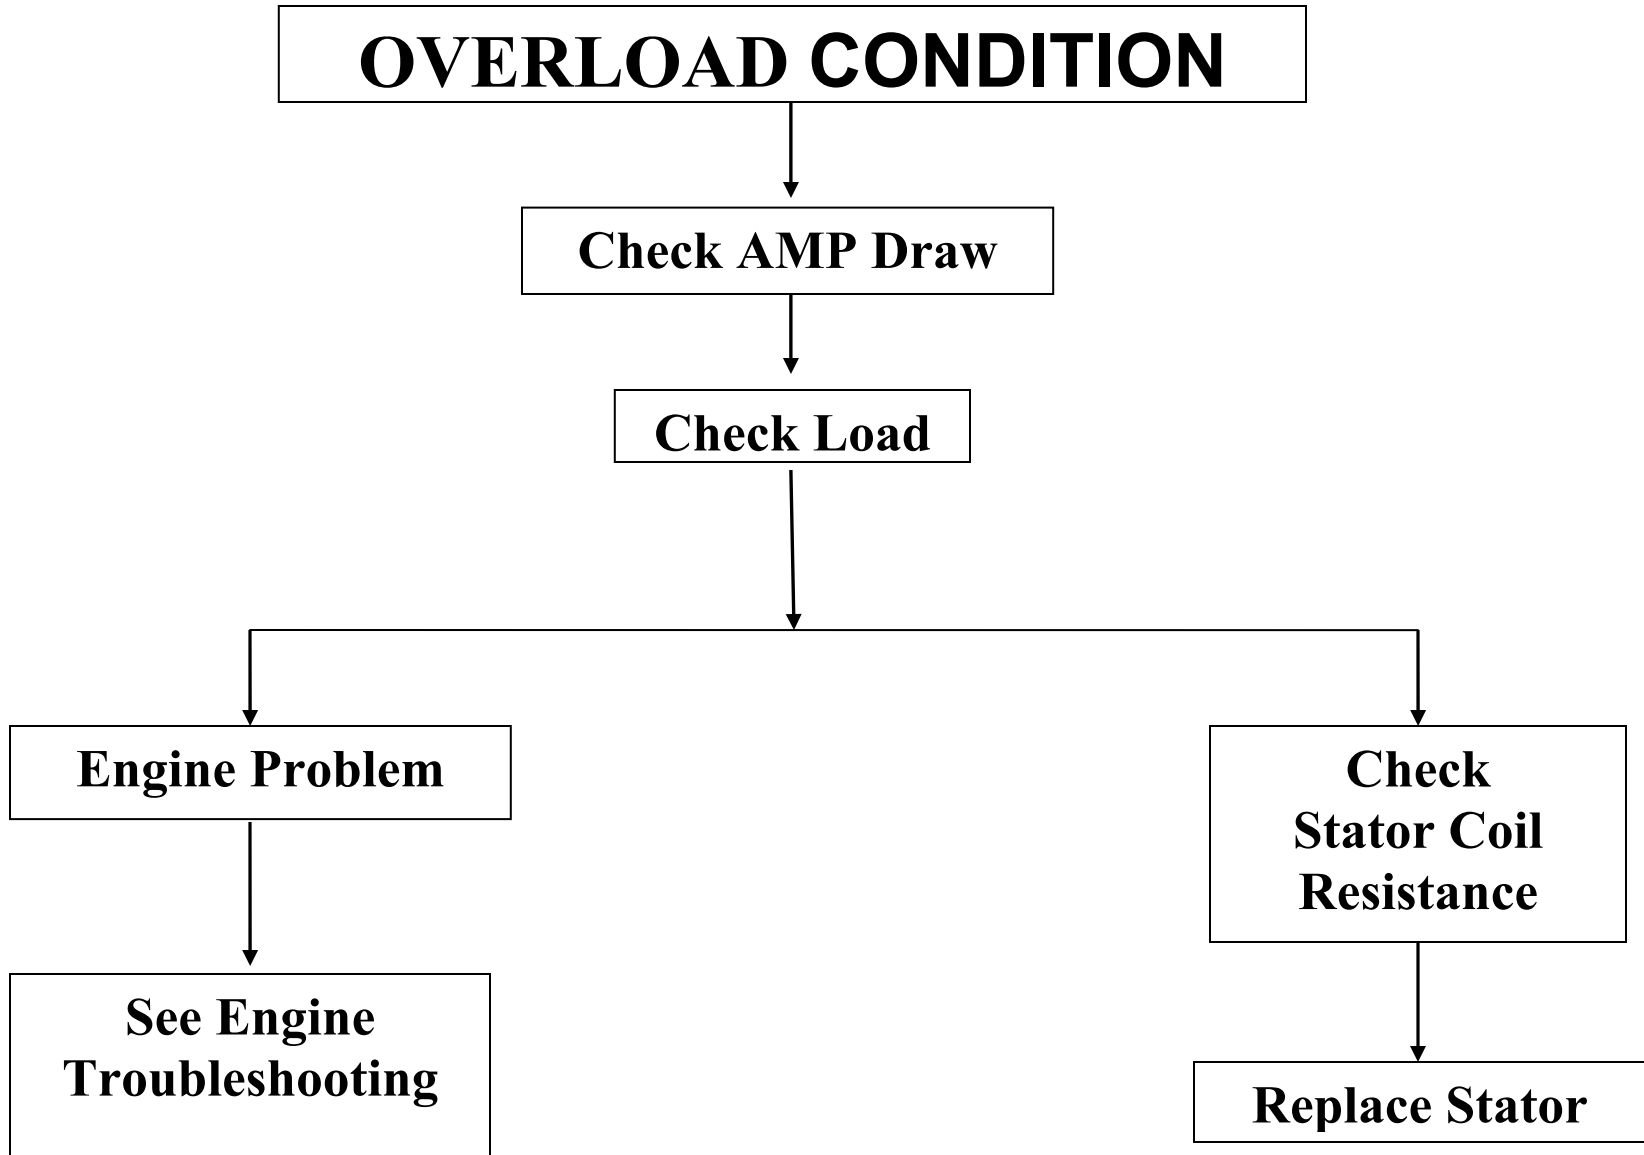 OVERLOAD CONDITION
Check AMP Draw
Check Load
Engine Problem
See Engine
Troubleshooting
Check
Stator Coil
Resistance
Replace Stator